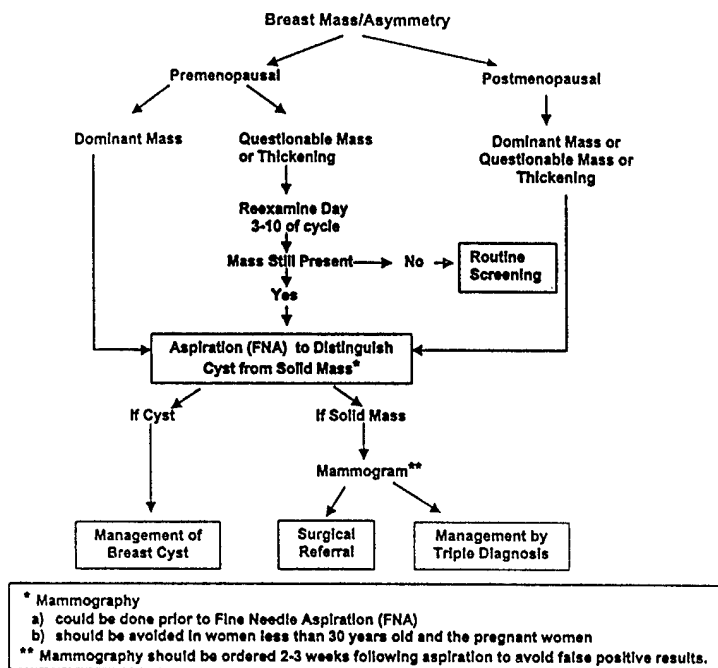 Breast Mass/Asymmetry
Premenopausal
Postmenopausal
Dominant Mass
Questionable Mass
or Thickening
Dominant Mass or
Questionable Mass or
Thickening
Reexamine Day
3-10 of cycle
Mass Still Present
No
Routine
Screening
Yes
Aspiration (FNA) to Distinguish
Cyst from Solid Mass*
If Cyst
If Solid Mass
Mammogram**
Management of
Breast Cyst
Surgical
Referral
Management by
Triple Diagnosis
* Mammography
a) could be done prior to Fine Needle Aspiration (FNA)
b) should be avoided in women less than 30 years old and the pregnant women
** Mammography should be ordered 2-3 weeks following aspiration to avoid false positive results.